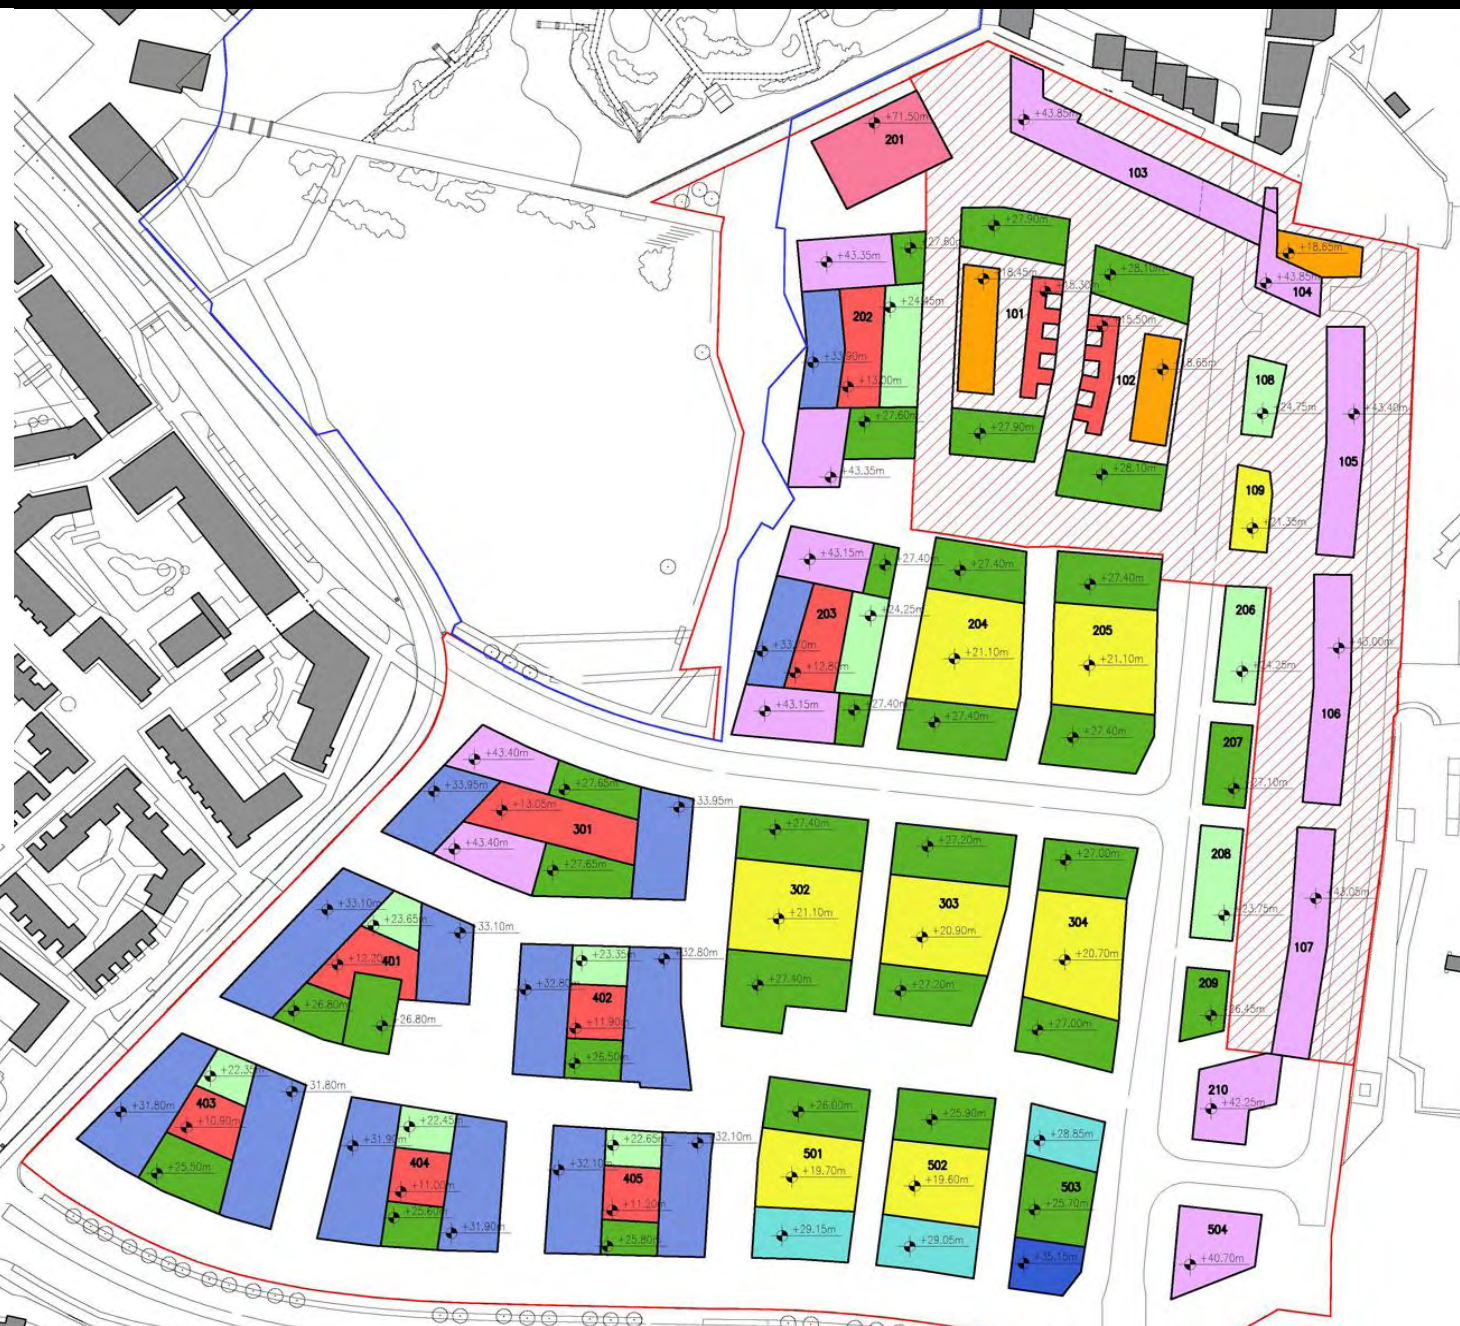 +71.50m
201
+43.85m
103
+18.65m
+43.85m
104
+27.90m
+27.60m
+43.35m
+28.10m
+18.45m
+15.30m
101
+24.45m
202
+15.50m
+33.90m
+13.00m
102
+18.65m
108
+24.75m
+43.40m
105
+27.60m
+27.90m
+43.35m
+28.10m
109
+21.35m
+43.15m
+27.40m
+27.40m
+27.40m
203
+24.25m
204
205
206
+33.70m
+12.80m
+21.10m
+21.10m
+24.25m
+43.00m
106
+43.15m
+27.40m
+27.40m
+27.40m
207
+27.10m
+43.40m
+33.95m
+27.65m
+33.95m
+13.05m
301
+43.40m
+27.65m
+27.40m
+27.20m
+27.00m
208
302
303
304
+21.10m
+20.90m
+20.70m
+23.75m
+43.05m
107
+33.10m
+23.65m
+33.10m
+12.20m
401
+26.80m
+26.80m
+23.35m
+32.80m
+32.80m
402
+11.90m
+26.50m
+27.40m
+27.20m
+27.00m
209
+26.45m
210
+42.25m
+22.35m
+31.80m
+31.80m
403
+10.90m
+25.50m
+22.45m
+31.90m
404
+11.00m
+25.60m
+31.90m
+22.65m
+32.10m
+32.10m
405
+11.20m
+25.80m
+26.00m
+25.90m
+28.85m
501
502
503
+19.70m
+19.60m
+25.70m
+29.15m
+29.05m
+35.15m
504
+40.70m